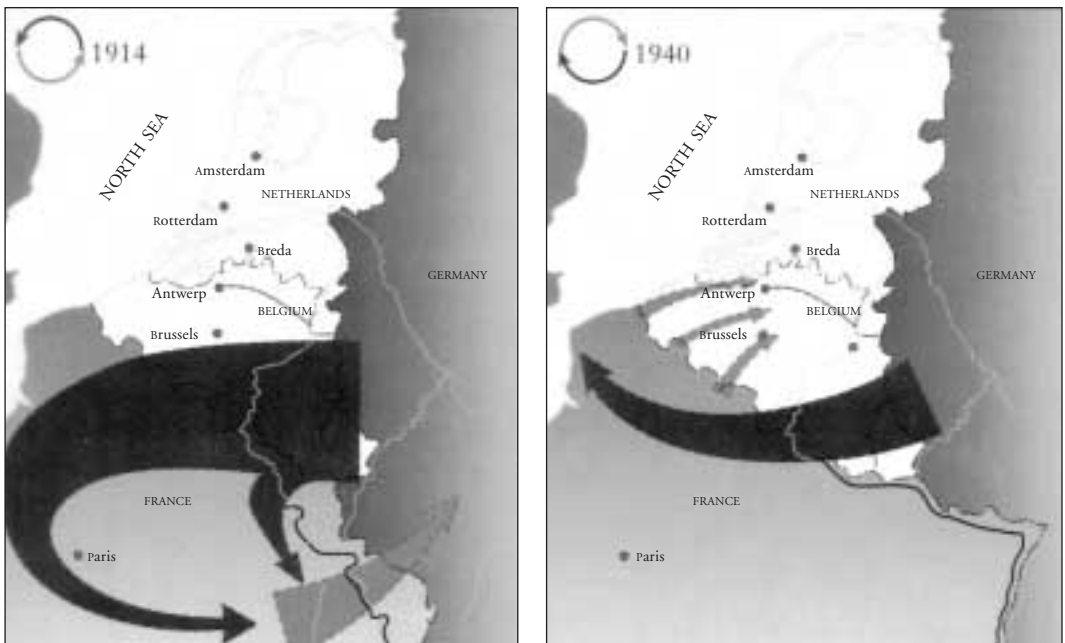 1914
NORTH SEA
Amsterdam
NETHERLANDS
Rotterdam
Breda
GERMANY
Antwerp
BELGIUM
Brussels
FRANCE
Paris
1940
NORTH SEA
Amsterdam
NETHERLANDS
Rotterdam
Breda
GERMANY
Antwerp
BELGIUM
Brussels
FRANCE
Paris